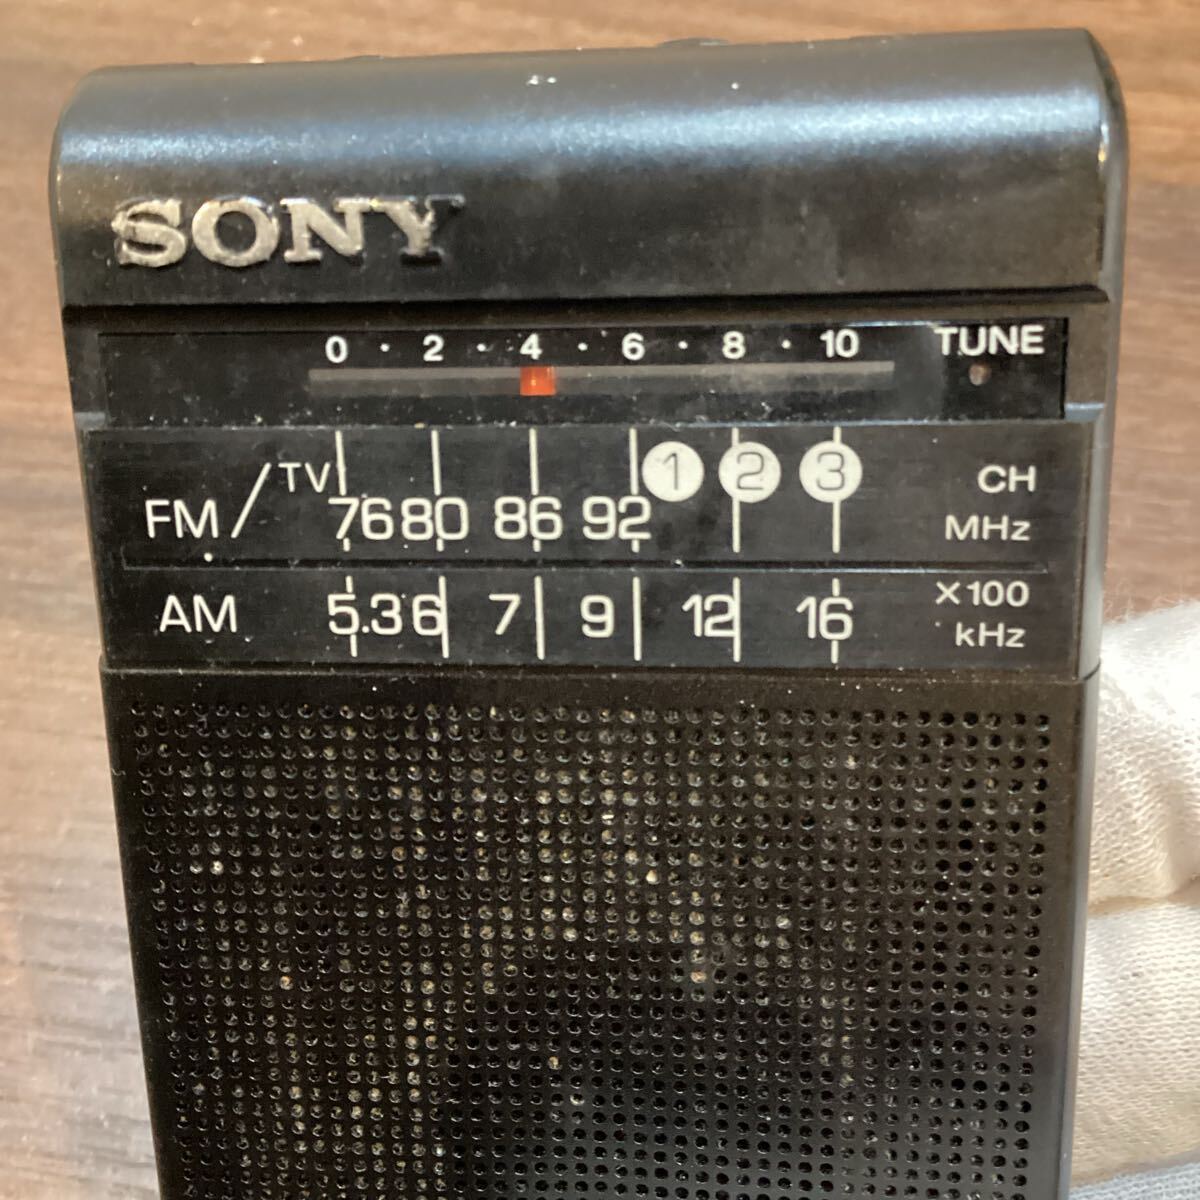 SONY
0 · 2 · 4 · 6 · 8 · 10 TUNE
FM/TV 76 80 86 92 1 2 3 CH MHz
AM 5.3 6 7 9 12 16 ×100 kHz